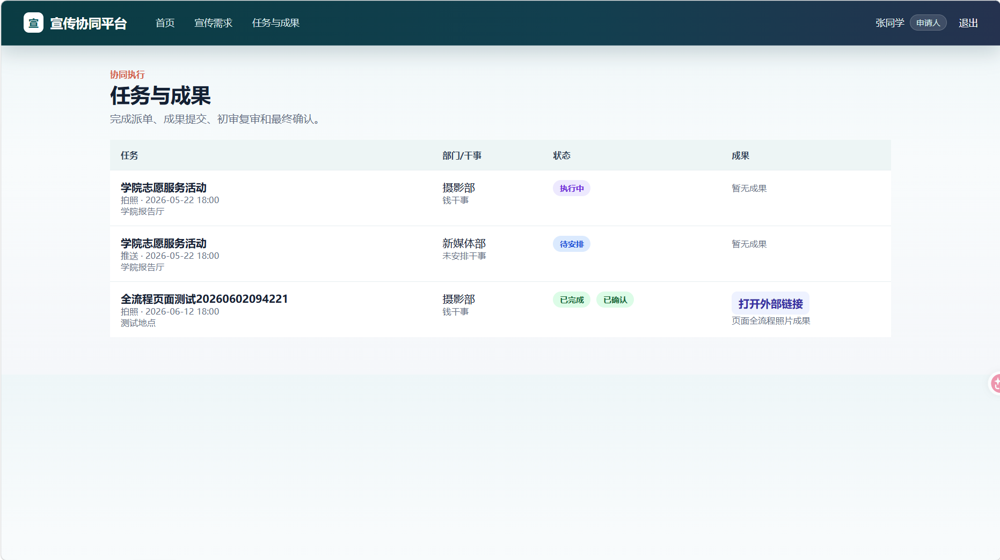 宣 宣传协同平台 首页 宣传需求 任务与成果 张同学 申请人 退出
协同执行
任务与成果
完成派单、成果提交、初审复审和最终确认。
任务 部门/干事 状态 成果
学院志愿服务活动 摄影部 执行中 暂无成果
拍照 · 2026-05-22 18:00 钱干事
学院报告厅
学院志愿服务活动 新媒体部 待安排 暂无成果
推送 · 2026-05-22 18:00 未安排干事
学院报告厅
全流程页面测试20260602094221 摄影部 已完成 已确认 打开外部链接
拍照 · 2026-06-12 18:00 钱干事 页面全流程照片成果
测试地点